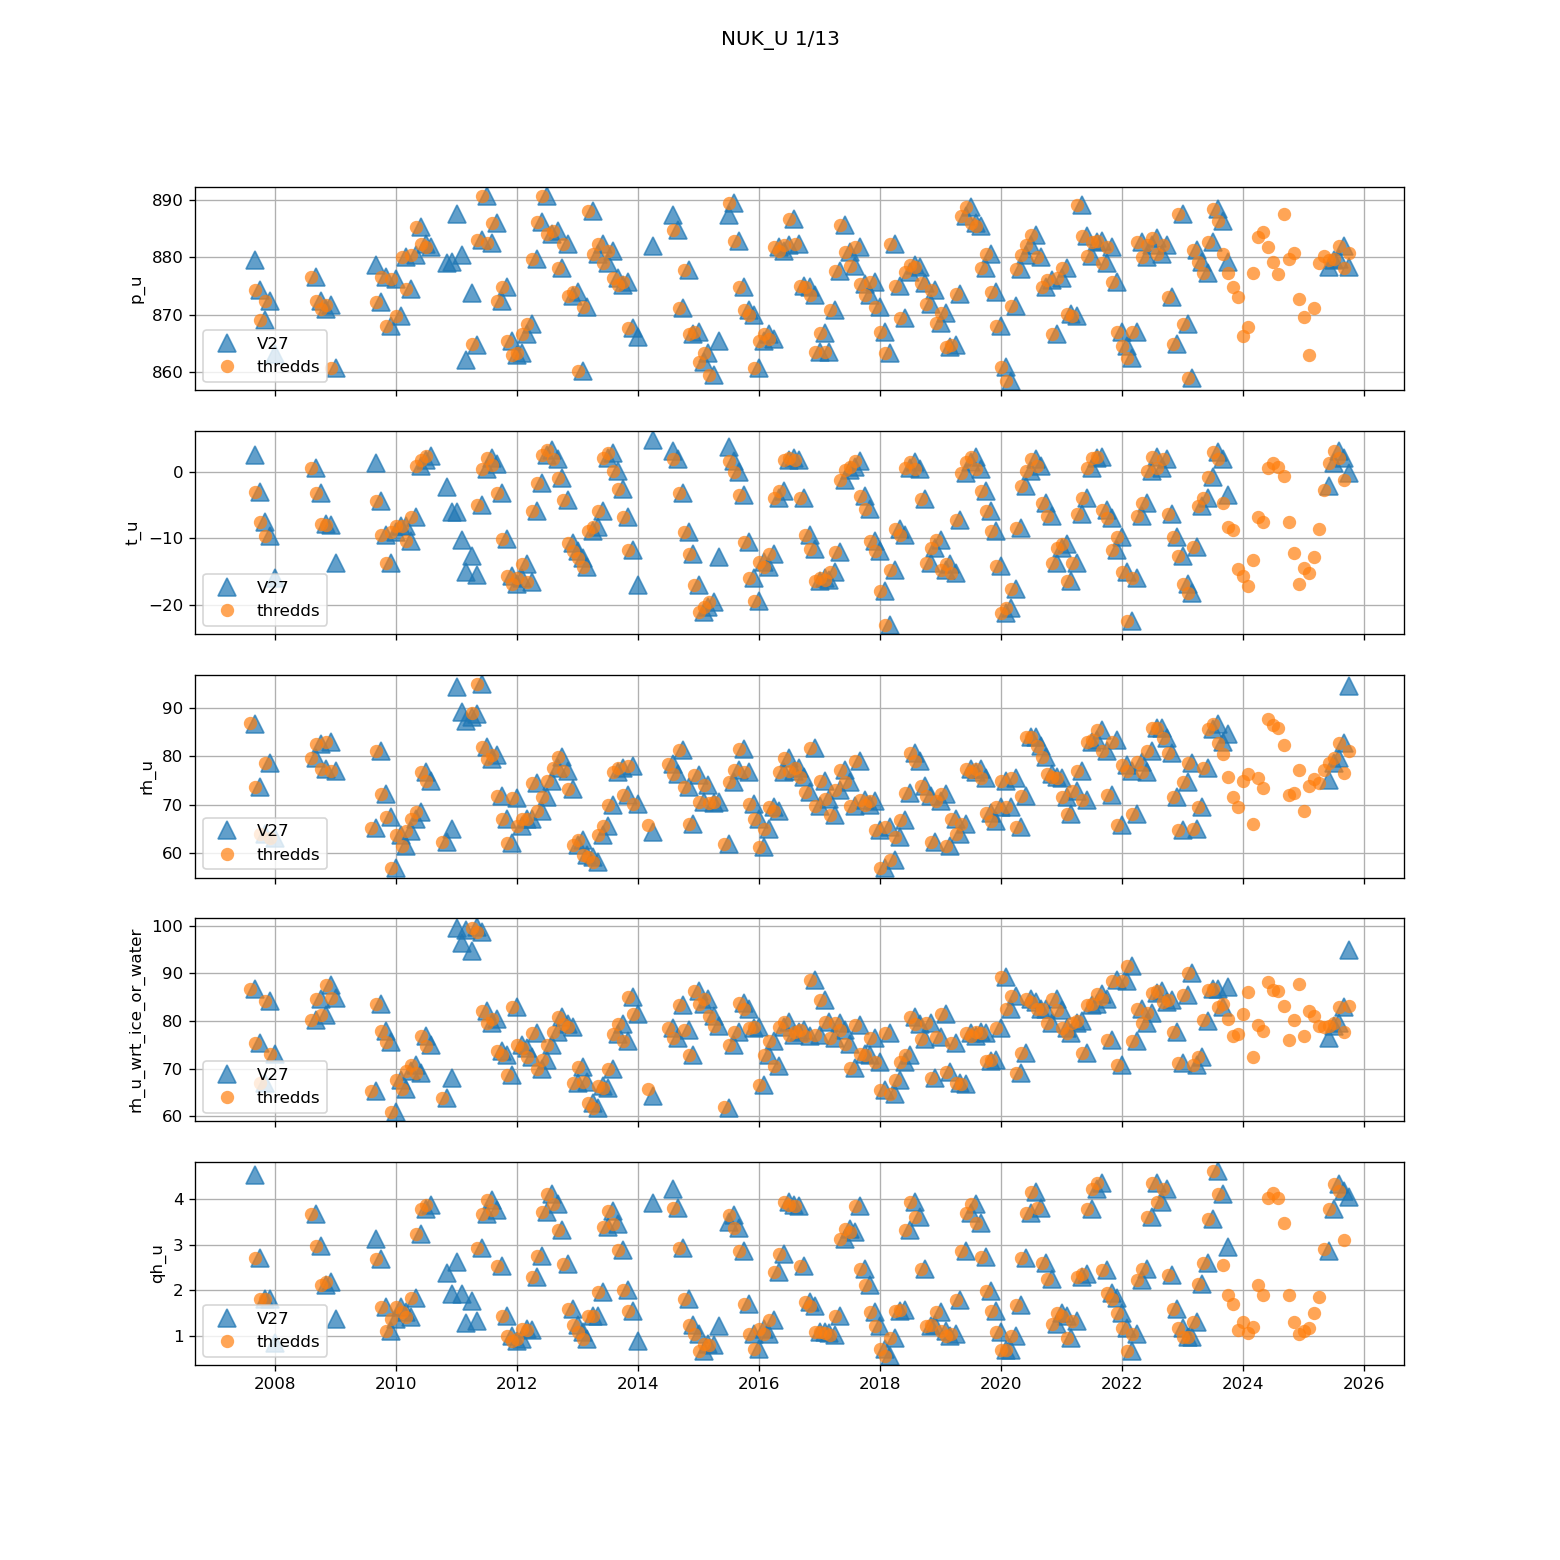 NUK_U 1/13
890
880
870
860
p_u
V27
thredds
0
−10
−20
t_u
V27
thredds
90
80
70
60
rh_u
V27
thredds
100
90
80
70
60
rh_u_wrt_ice_or_water
V27
thredds
4
3
2
1
qh_u
V27
thredds
2008 2010 2012 2014 2016 2018 2020 2022 2024 2026